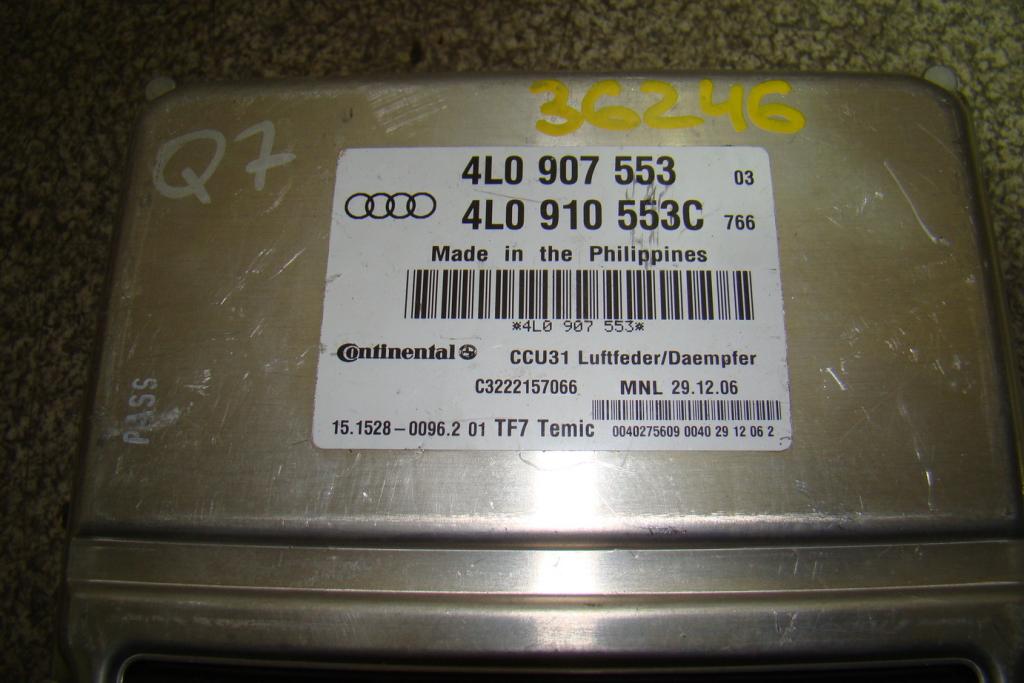 36246
Q7
4L0 907 553 03
4L0 910 553C 766
Made in the Philippines
*4L0 907 553*
Continental CCU31 Luftfeder/Daempfer
C3222157066 MNL 29.12.06
15.1528-0096.2 01 TF7 Temic 0040275609 0040 29 12 06 2
PASS